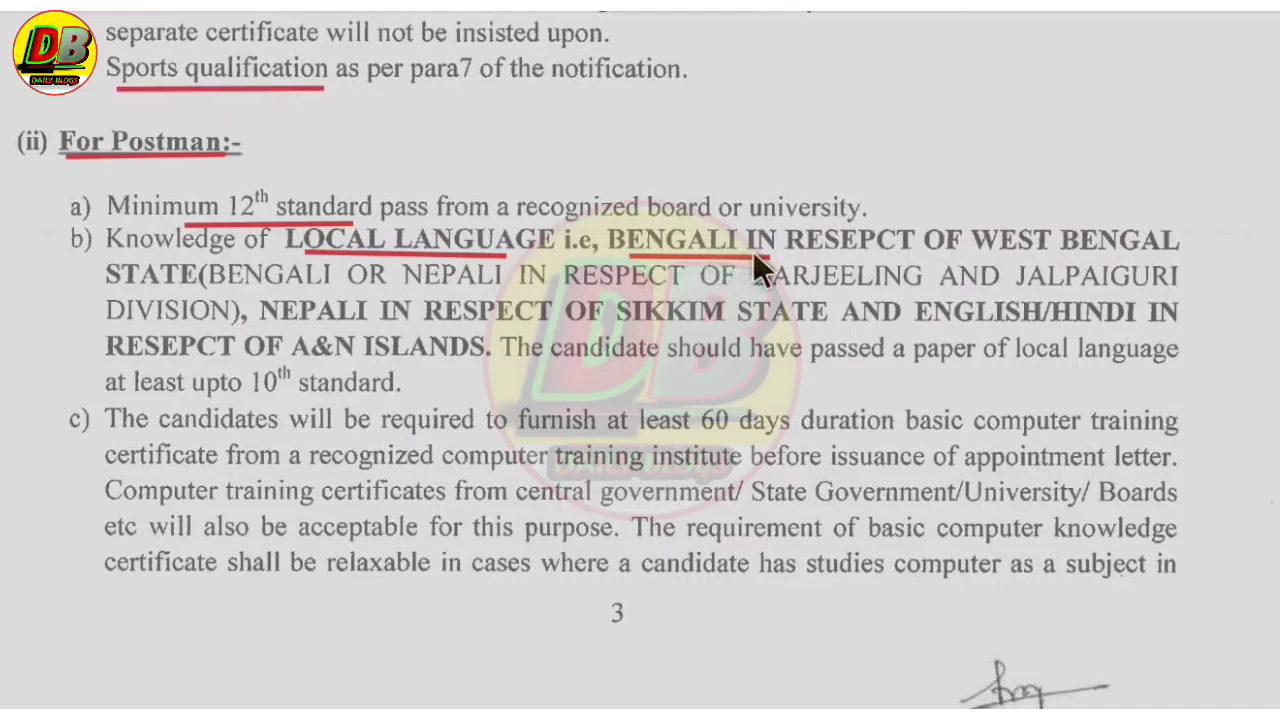 DB
DAILY BLOGS
separate certificate will not be insisted upon.
Sports qualification as per para7 of the notification.
(ii) For Postman:-
a) Minimum 12th standard pass from a recognized board or university.
b) Knowledge of LOCAL LANGUAGE i.e, BENGALI IN RESEPCT OF WEST BENGAL
STATE(BENGALI OR NEPALI IN RESPECT OF DARJEELING AND JALPAIGURI
DIVISION), NEPALI IN RESPECT OF SIKKIM STATE AND ENGLISH/HINDI IN
RESEPCT OF A&N ISLANDS. The candidate should have passed a paper of local language
at least upto 10th standard.
c) The candidates will be required to furnish at least 60 days duration basic computer training
certificate from a recognized computer training institute before issuance of appointment letter.
Computer training certificates from central government/ State Government/University/ Boards
etc will also be acceptable for this purpose. The requirement of basic computer knowledge
certificate shall be relaxable in cases where a candidate has studies computer as a subject in
3
DB
DAILY BLOGS